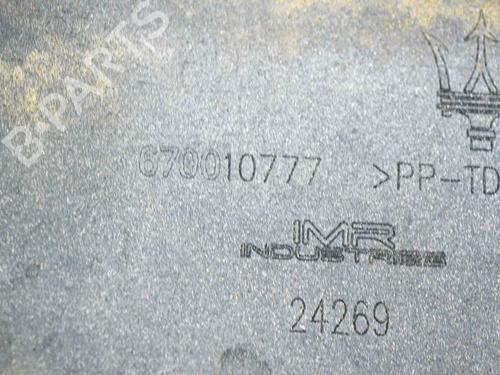 B-PARTS
670010777 >PP-TD
IMR
INDUSTRIES
24269